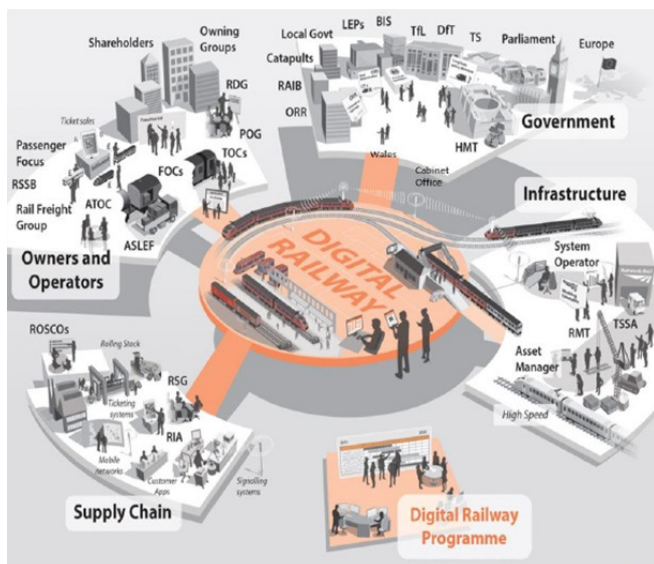 Shareholders
Owning
Groups
RDG
POG
Ticket sales
Passenger
Focus
RSSB
Rail Freight
Group
ATOC
ASLEF
FOCs
TOCs
Owners and
Operators
Local Govt
LEPs
BIS
TfL
DfT
TS
Parliament
Europe
Catapults
RAIB
ORR
Wales
HMT
Cabinet
Office
Government
Infrastructure
System
Operator
Network Rail
RMT
TSSA
Asset
Manager
High Speed
DIGITAL
RAILWAY
ROSCOs
Rolling Stock
Ticketing
systems
RSG
RIA
Mobile
networks
Customer
Apps
Signalling
systems
Supply Chain
Digital Railway
Programme